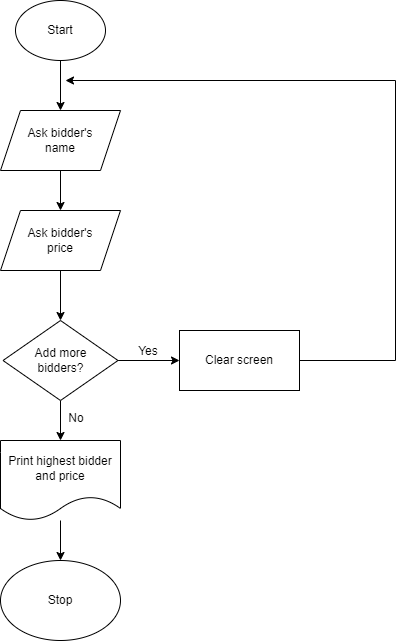 Start
Ask bidder's
name
Ask bidder's
price
Add more
bidders?
Yes
Clear screen
No
Print highest bidder
and price
Stop